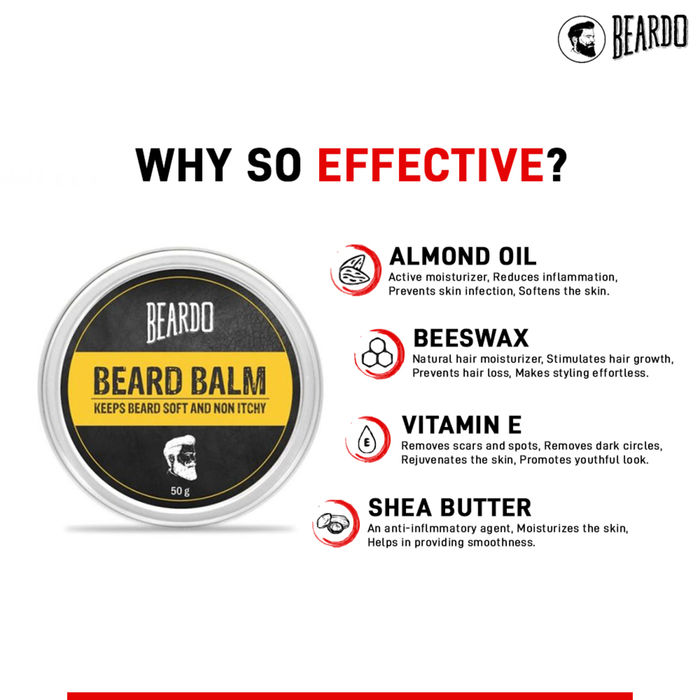 BEARDO
WHY SO EFFECTIVE?
BEARDO
BEARD BALM
KEEPS BEARD SOFT AND NON ITCHY
50 g
ALMOND OIL
Active moisturizer, Reduces inflammation,
Prevents skin infection, Softens the skin.
BEESWAX
Natural hair moisturizer, Stimulates hair growth,
Prevents hair loss, Makes styling effortless.
E
VITAMIN E
Removes scars and spots, Removes dark circles,
Rejuvenates the skin, Promotes youthful look.
SHEA BUTTER
An anti-inflmmatory agent, Moisturizes the skin,
Helps in providing smoothness.